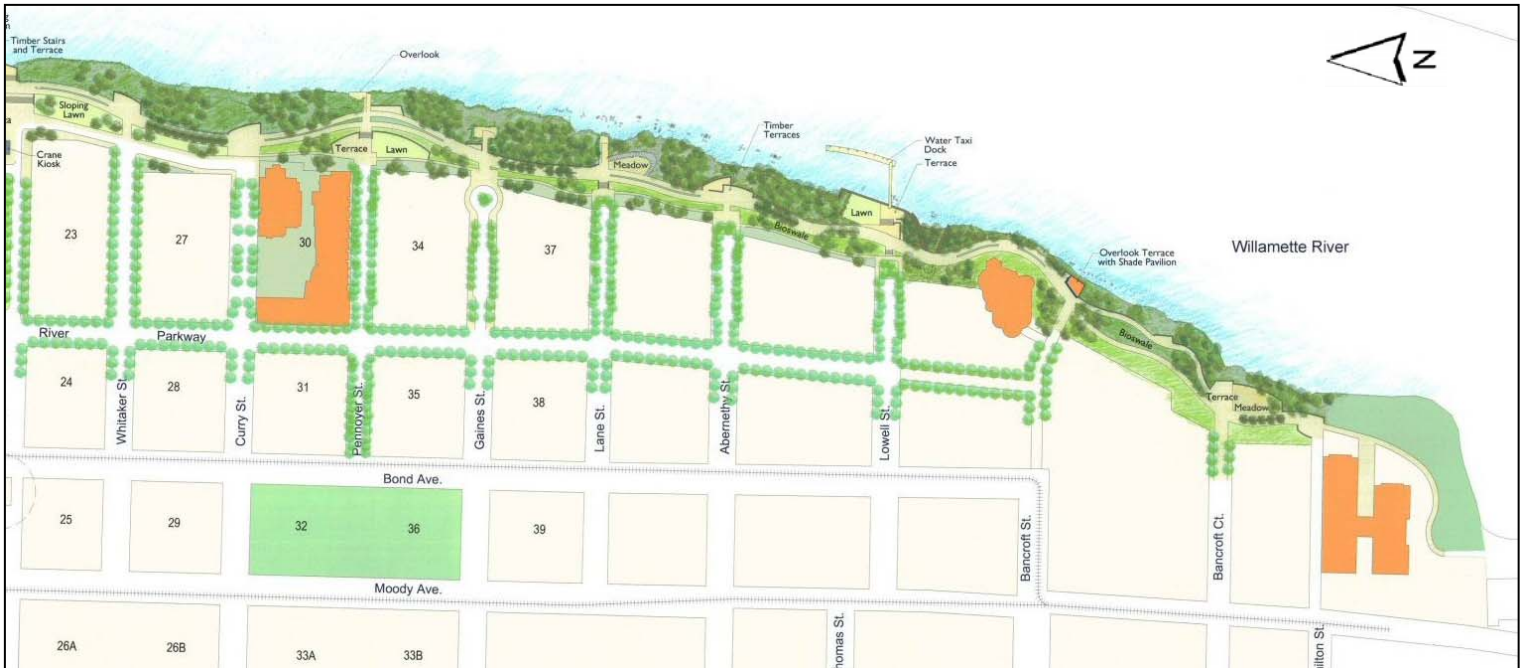 Timber Stairs
and Terrace
Overlook
Sloping
Lawn
Crane
Kiosk
Terrace
Lawn
Meadow
Timber
Terraces
Water Taxi
Dock
Terrace
Lawn
Bioswale
Overlook Terrace
with Shade Pavilion
Willamette River
N
Bioswale
Terrace
Meadow
23
27
30
34
37
River
Parkway
24
Whitaker St.
28
Curry St.
31
Pennoyer St.
35
Gaines St.
38
Lane St.
Abernethy St.
Lowell St.
Bond Ave.
25
29
32
36
39
Bancroft St.
Bancroft Ct.
Moody Ave.
26A
26B
33A
33B